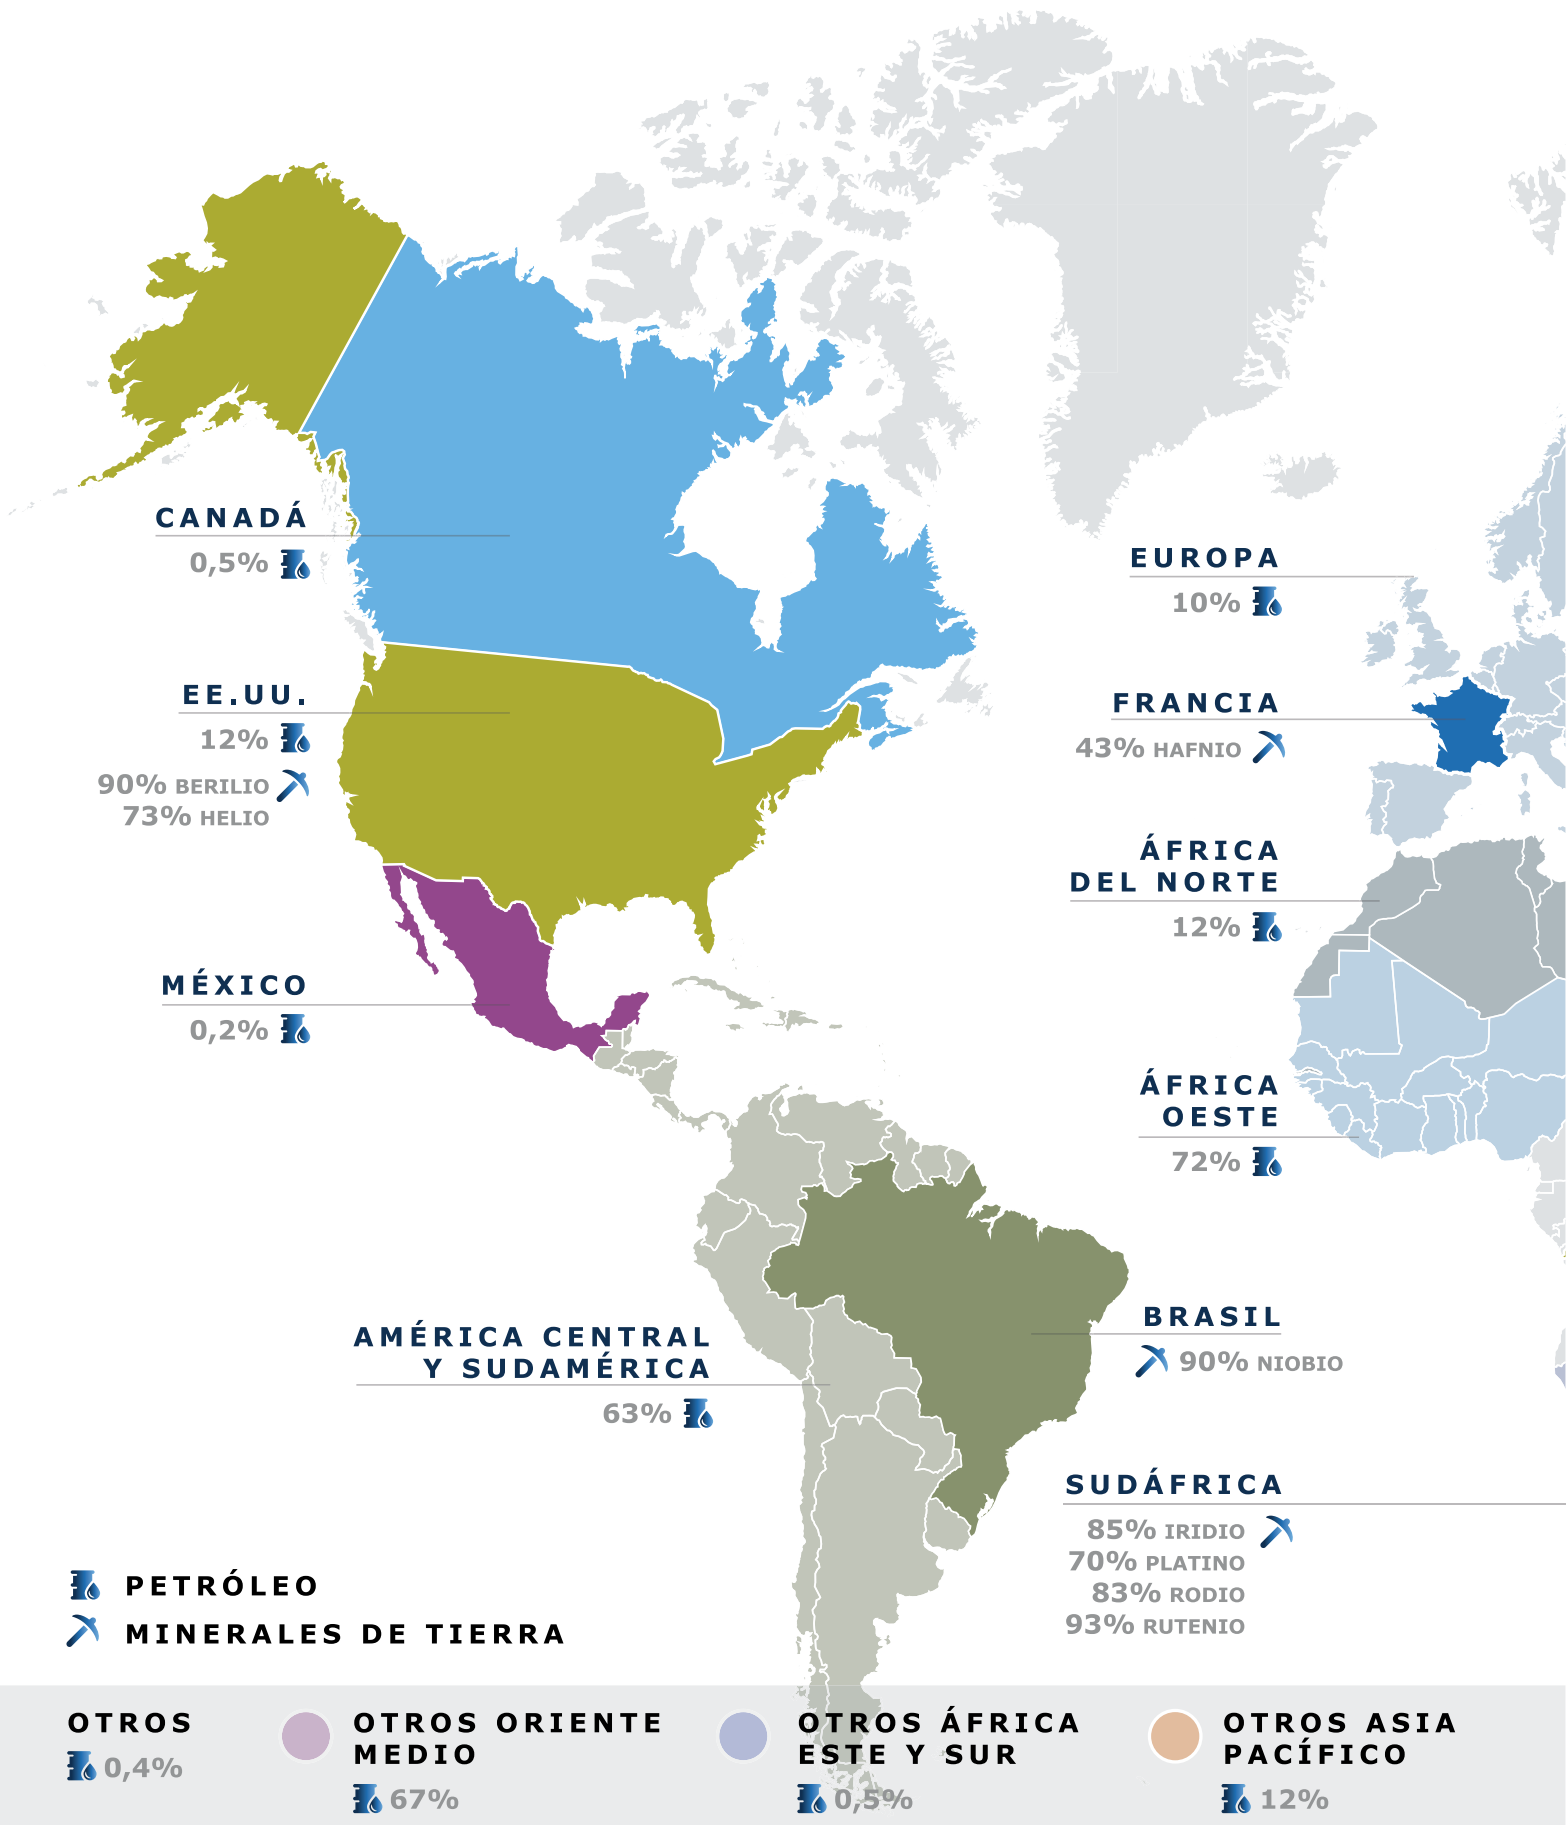 CANADÁ
0,5%
EE.UU.
12%
90% BERILIO
73% HELIO
MÉXICO
0,2%
EUROPA
10%
FRANCIA
43% HAFNIO
ÁFRICA
DEL NORTE
12%
ÁFRICA
OESTE
72%
AMÉRICA CENTRAL
Y SUDAMÉRICA
63%
BRASIL
90% NIOBIO
SUDÁFRICA
85% IRIDIO
70% PLATINO
83% RODIO
93% RUTENIO
PETRÓLEO
MINERALES DE TIERRA
OTROS
0,4%
OTROS ORIENTE
MEDIO
67%
OTROS ÁFRICA
ESTE Y SUR
0,5%
OTROS ASIA
PACÍFICO
12%